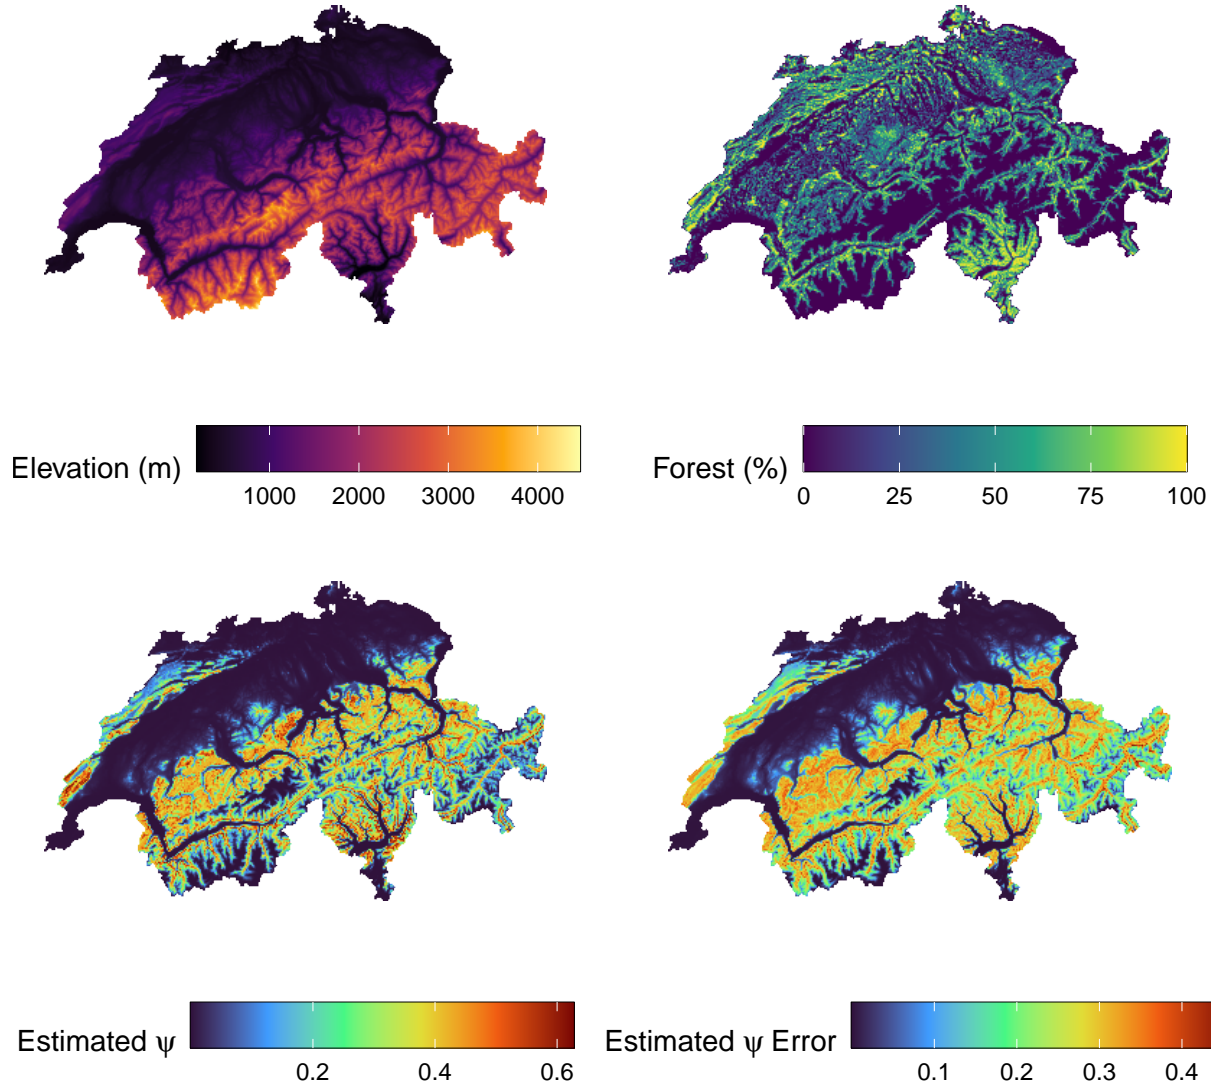 Elevation (m)
1000 2000 3000 4000
Forest (%)
0 25 50 75 100
Estimated ψ
0.2 0.4 0.6
Estimated ψ Error
0.1 0.2 0.3 0.4